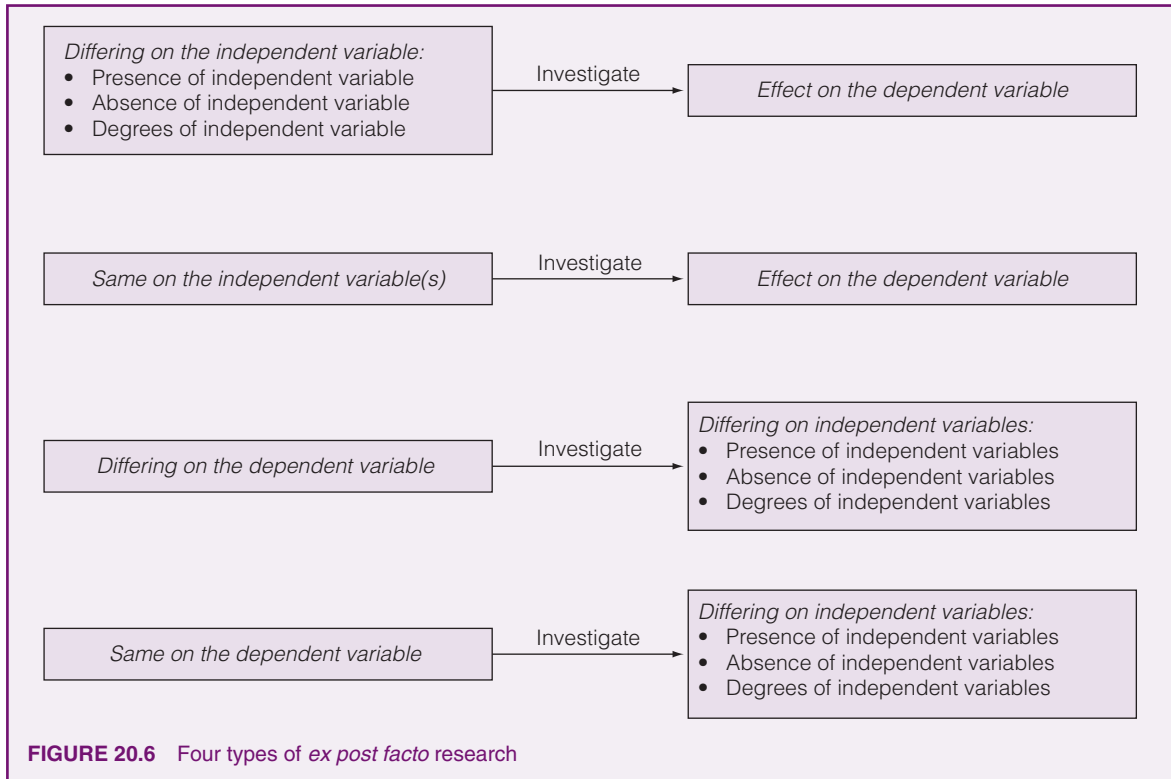 Differing on the independent variable:
• Presence of independent variable
• Absence of independent variable
• Degrees of independent variable
Investigate
Effect on the dependent variable
Same on the independent variable(s)
Investigate
Effect on the dependent variable
Differing on the dependent variable
Investigate
Differing on independent variables:
• Presence of independent variables
• Absence of independent variables
• Degrees of independent variables
Same on the dependent variable
Investigate
Differing on independent variables:
• Presence of independent variables
• Absence of independent variables
• Degrees of independent variables
FIGURE 20.6 Four types of ex post facto research